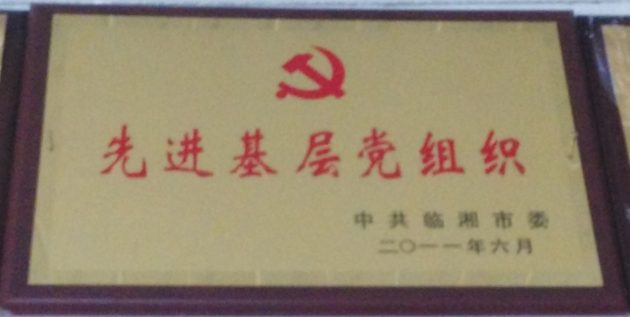 先进基层党组织
中共临湘市委
二〇一一年六月